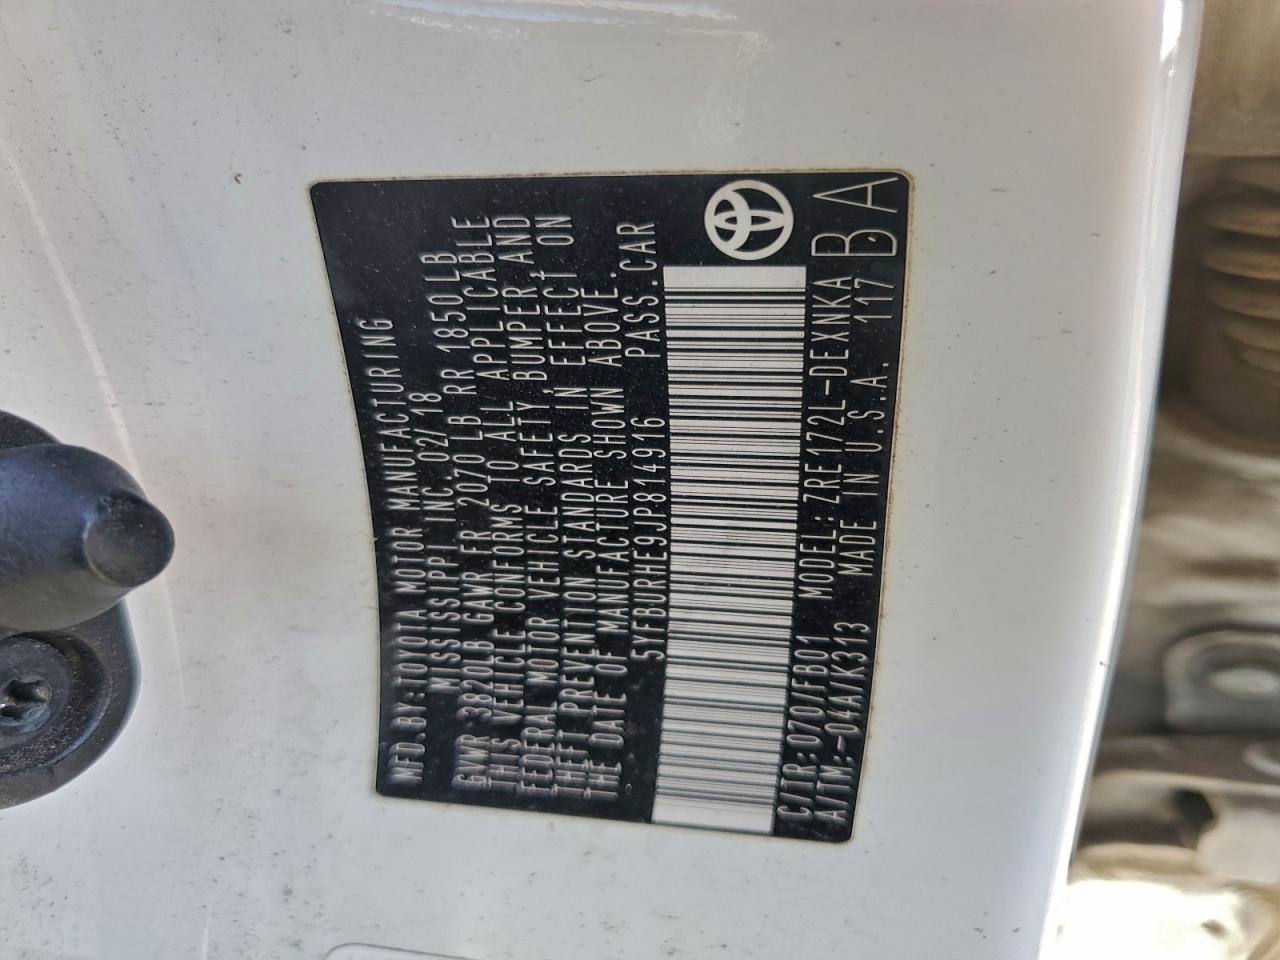 MFD.BY:TOYOTA MOTOR MANUFACTURING
MISSISSIPPI INC. 02/18
GVWR 3820LB GAWR FR 2070 LB RR 1850 LB
THIS VEHICLE CONFORMS TO ALL APPLICABLE
FEDERAL MOTOR VEHICLE SAFETY, BUMPER, AND
THEFT PREVENTION STANDARDS IN EFFECT ON
THE DATE OF MANUFACTURE SHOWN ABOVE.
5YFBURHE9JP814916 PASS.CAR
C/TR:070/FB01 MODEL:ZRE172L-DEXNKA
A/TM:-04A/K313 MADE IN U.S.A. 117
BA